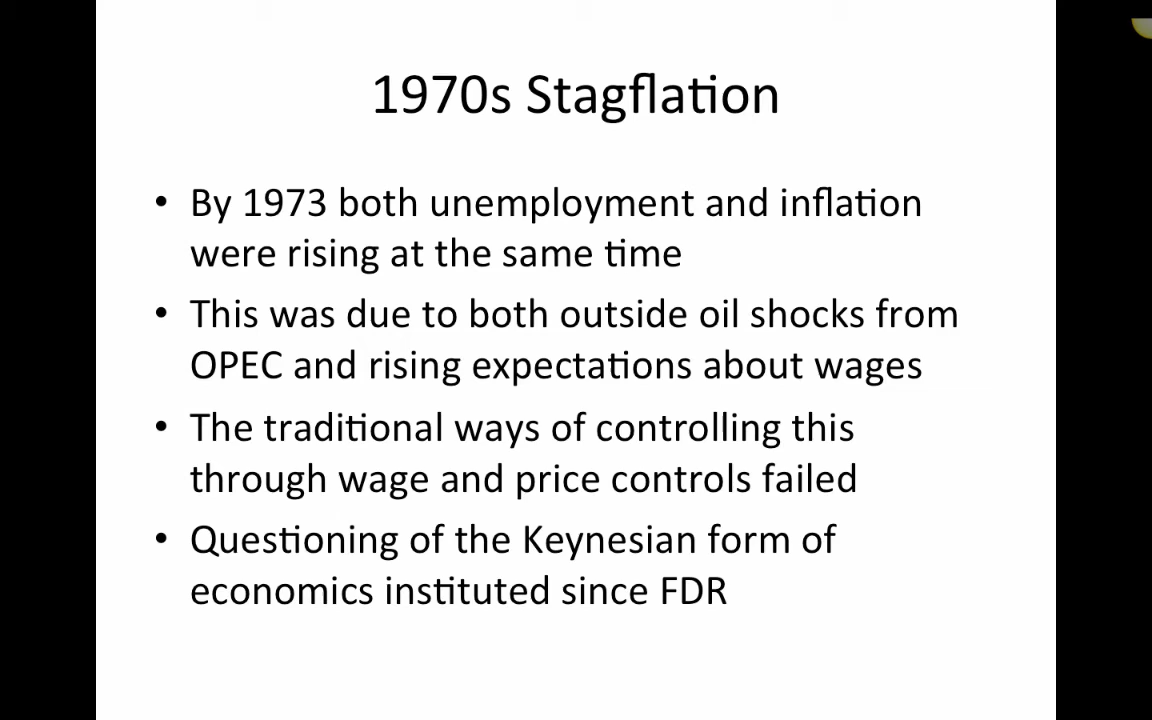 1970s Stagflation
• By 1973 both unemployment and inflation
were rising at the same time
• This was due to both outside oil shocks from
OPEC and rising expectations about wages
• The traditional ways of controlling this
through wage and price controls failed
• Questioning of the Keynesian form of
economics instituted since FDR